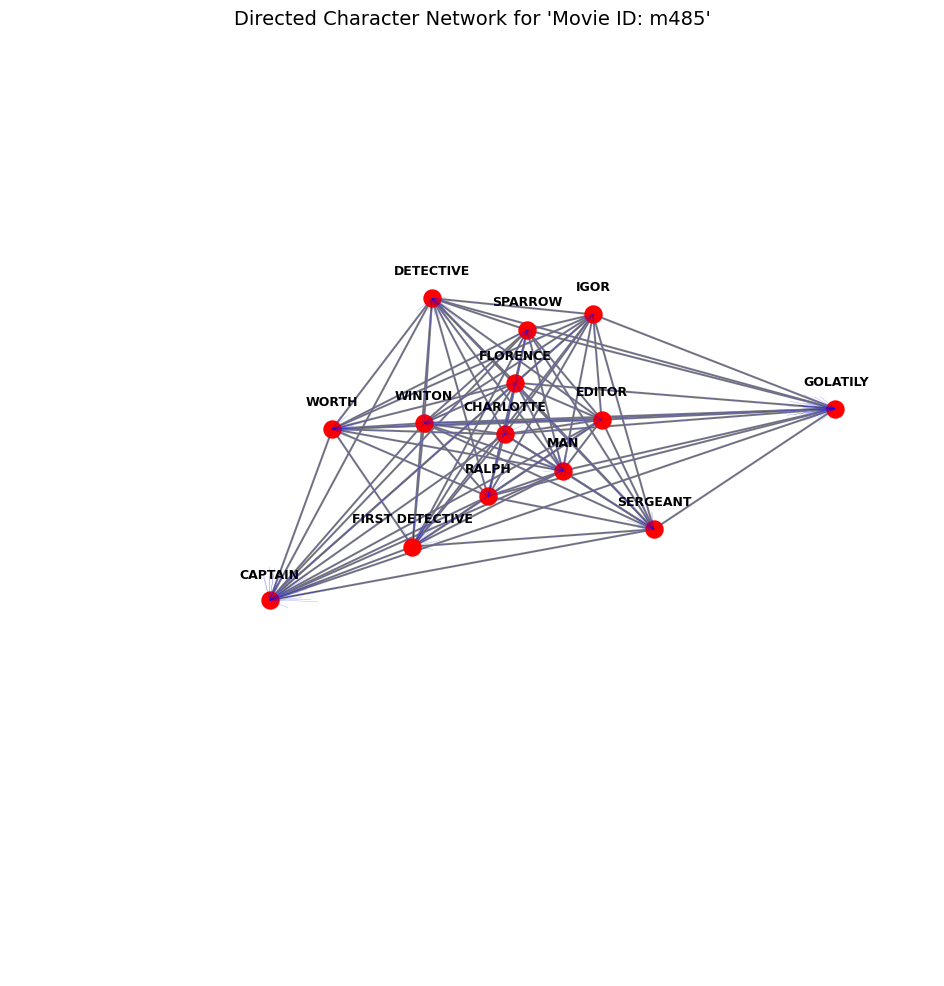 Directed Character Network for 'Movie ID: m485'
DETECTIVE
IGOR
SPARROW
FLORENCE
GOLATILY
EDITOR
WINTON
WORTH
CHARLOTTE
MAN
RALPH
SERGEANT
FIRST DETECTIVE
CAPTAIN